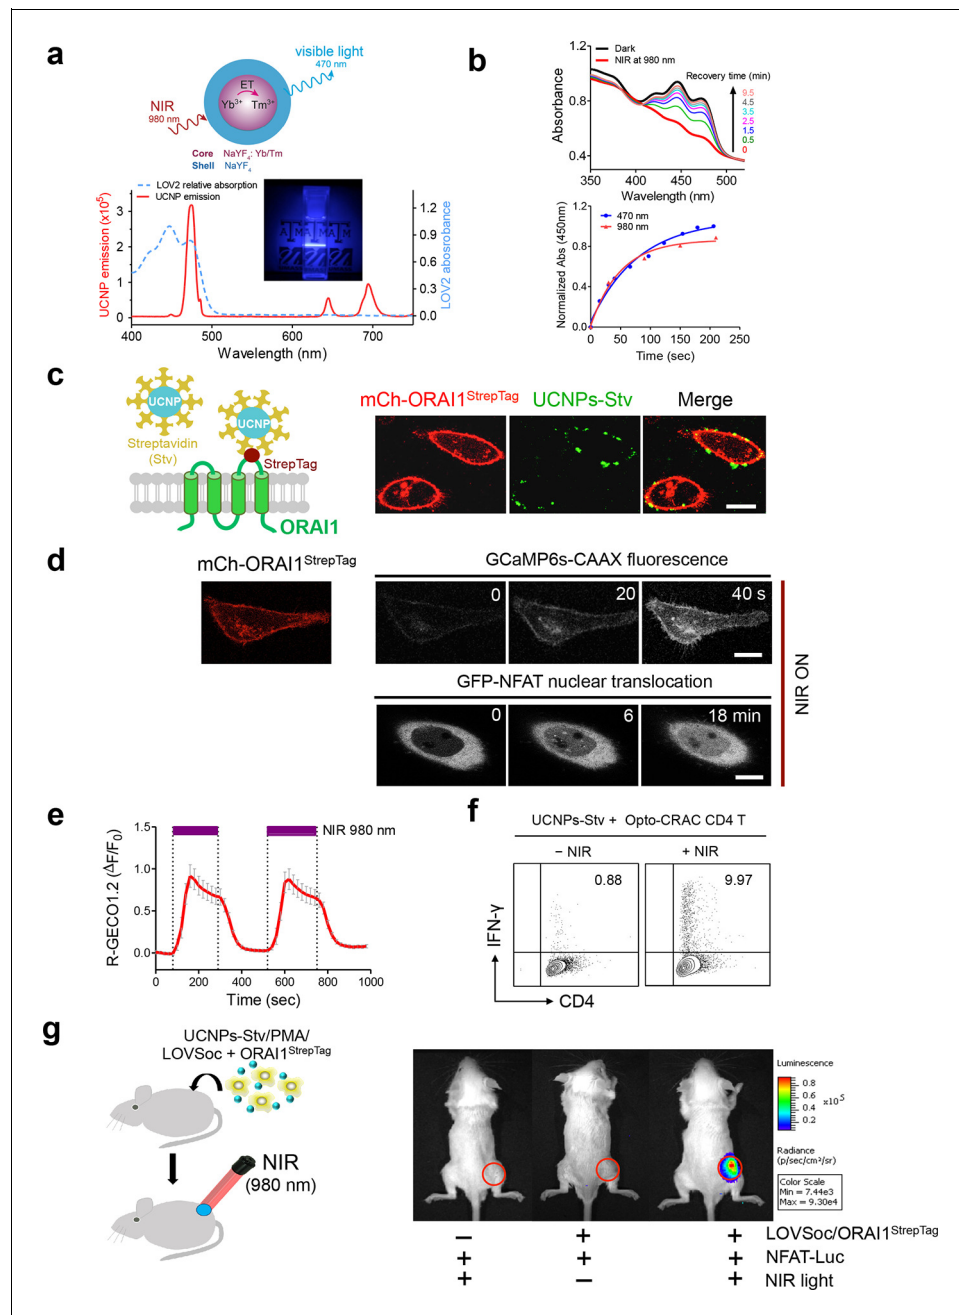 a
visible light
470 nm
ET
Yb3+ Tm3+
NIR
980 nm
Core NaYF4: Yb/Tm
Shell NaYF4
LOV2 relative absorption
UCNP emission
UCNP emission (x10^5)
3
2
1
0
LOV2 abosrobance
1.2
0.9
0.6
0.3
0.0
400 500 600 700
Wavelength (nm)
b
Dark
NIR at 980 nm
Recovery time (min)
9.5
4.5
3.5
2.5
1.5
0.5
0
Absorbance
1.2
0.8
0.4
350 400 450 500
Wavelength (nm)
470 nm
980 nm
Normalized Abs (450nm)
1.2
0.8
0.4
0.0
0 50 100 150 200 250
Time (sec)
c
UCNP
UCNP
Streptavidin
(Stv)
StrepTag
ORAI1
mCh-ORAI1StrepTag UCNPs-Stv Merge
d
mCh-ORAI1StrepTag
GCaMP6s-CAAX fluorescence
0 20 40 s
GFP-NFAT nuclear translocation
0 6 18 min
NIR ON
e
R-GECO1.2 (ΔF/F0)
1.5
1.0
0.5
0.0
NIR 980 nm
0 200 400 600 800 1000
Time (sec)
f
UCNPs-Stv + Opto-CRAC CD4 T
− NIR + NIR
0.88 9.97
IFN-γ
CD4
g
UCNPs-Stv/PMA/
LOVSoc + ORAI1StrepTag
NIR
(980 nm)
Luminescence
0.8
0.6
0.4
0.2
x10^5
Radiance
(p/sec/cm²/sr)
Color Scale
Min = 7.44e3
Max = 9.30e4
− + + LOVSoc/ORAI1StrepTag
+ + + NFAT-Luc
+ − + NIR light